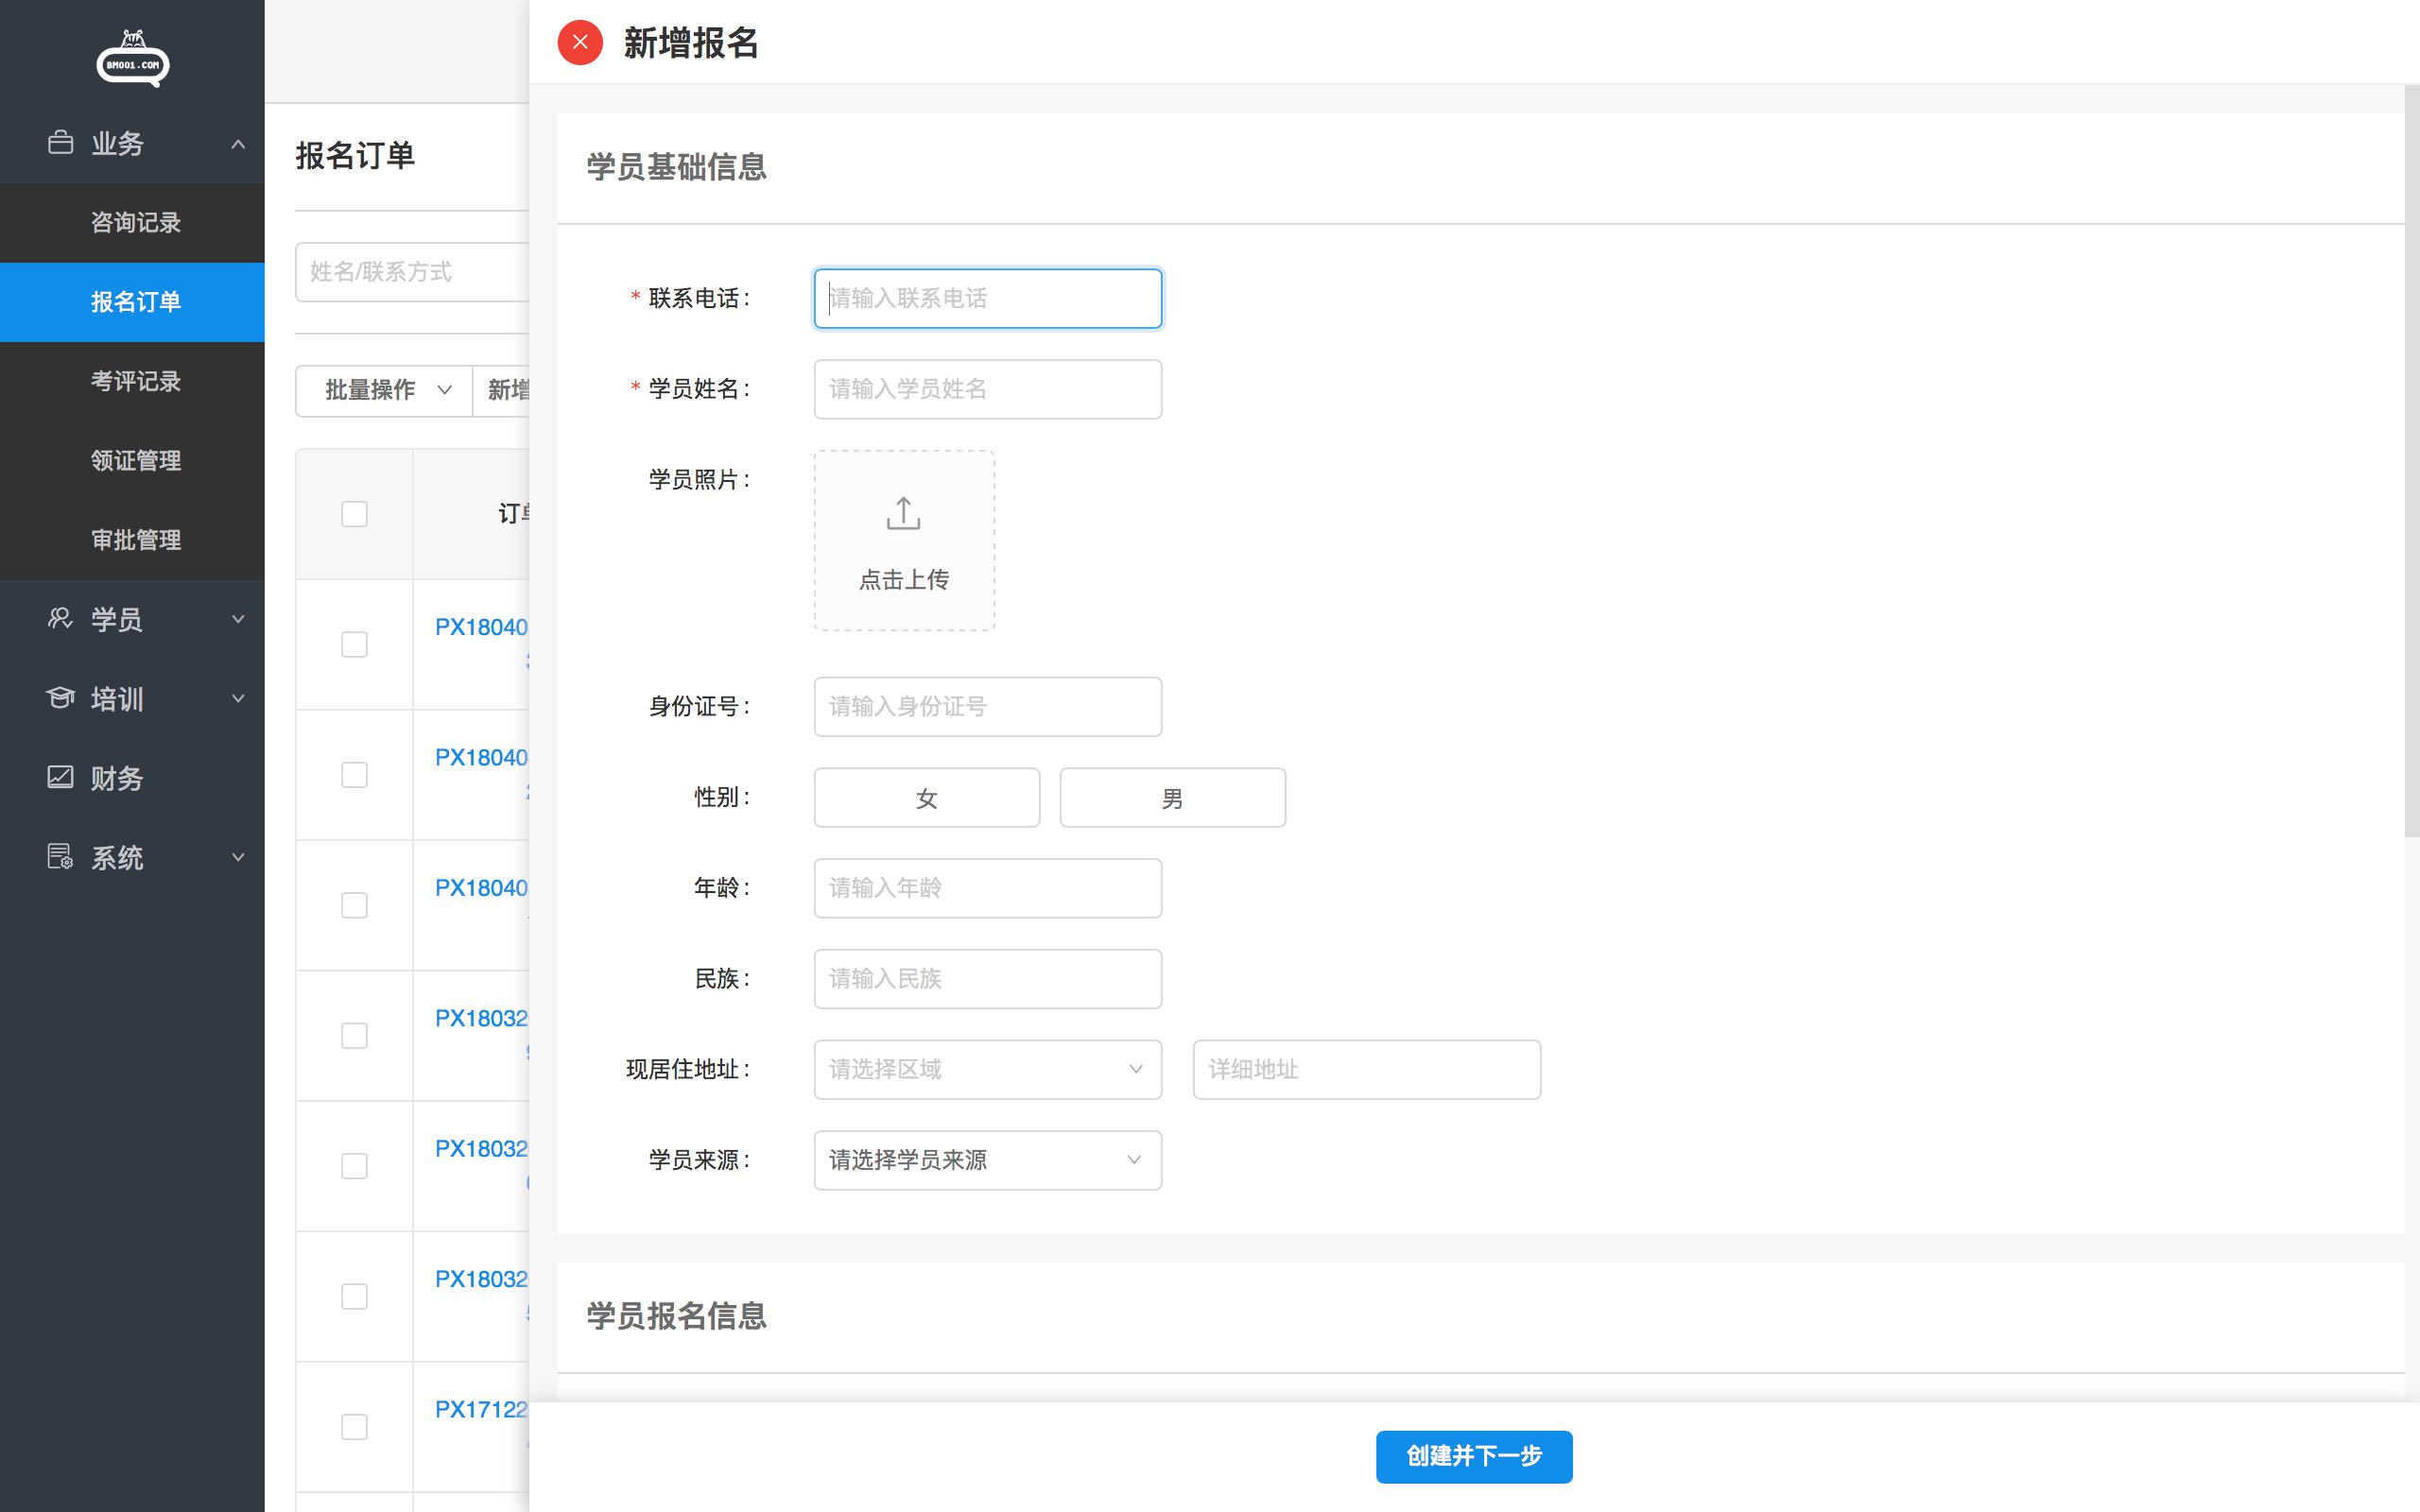 BM001.COM
业务
咨询记录
报名订单
考评记录
领证管理
审批管理
学员
培训
财务
系统
报名订单
姓名/联系方式
批量操作
新增
PX18040
PX18040
PX18040
PX18032
PX18032
PX18032
PX17122
新增报名
学员基础信息
* 联系电话:
请输入联系电话
* 学员姓名:
请输入学员姓名
学员照片:
点击上传
身份证号:
请输入身份证号
性别:
女 男
年龄:
请输入年龄
民族:
请输入民族
现居住地址:
请选择区域 详细地址
学员来源:
请选择学员来源
学员报名信息
创建并下一步